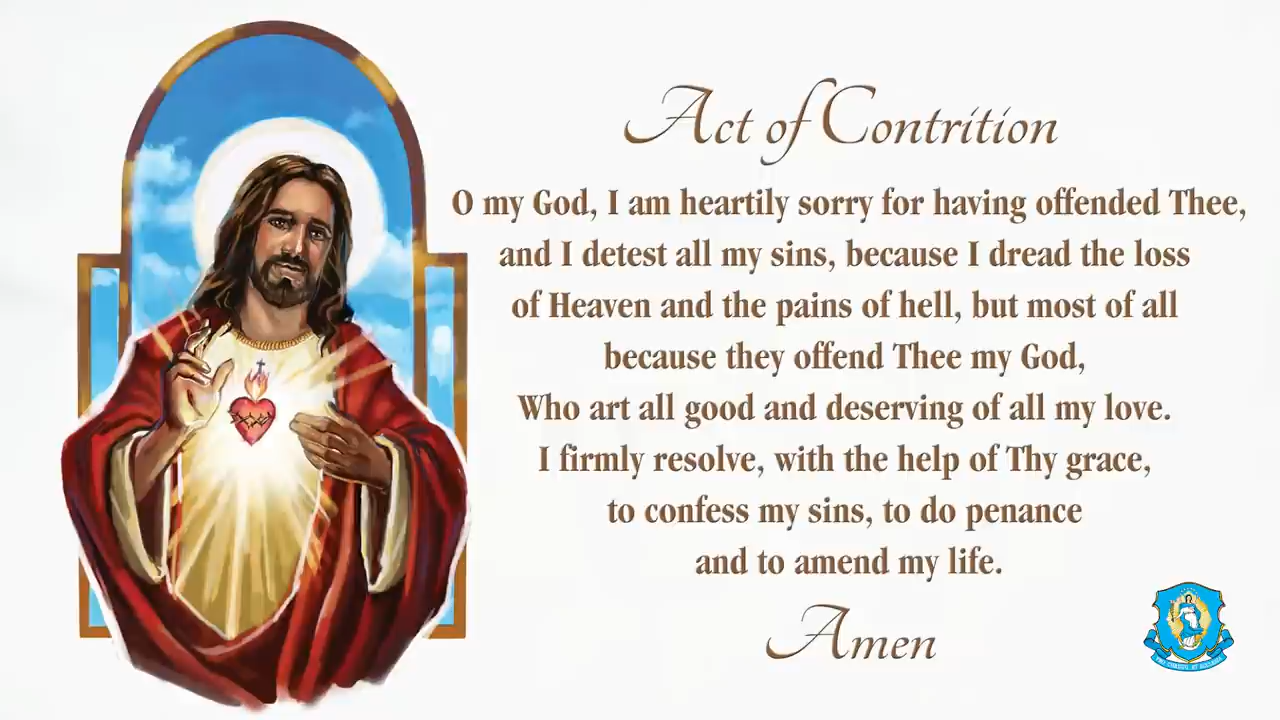 Act of Contrition
O my God, I am heartily sorry for having offended Thee,
and I detest all my sins, because I dread the loss
of Heaven and the pains of hell, but most of all
because they offend Thee my God,
Who art all good and deserving of all my love.
I firmly resolve, with the help of Thy grace,
to confess my sins, to do penance
and to amend my life.
Amen